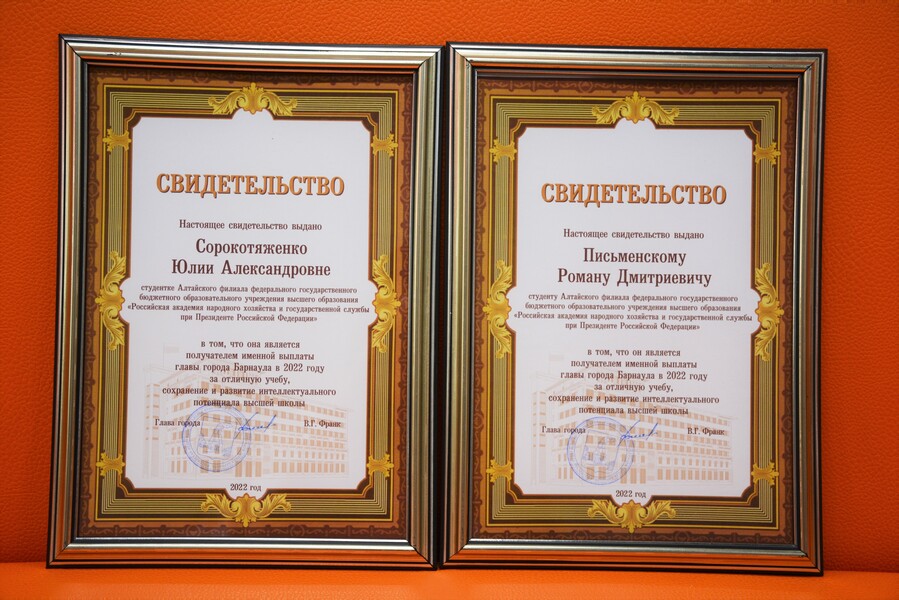 СВИДЕТЕЛЬСТВО
Настоящее свидетельство выдано
Сорокотяженко
Юлии Александровне
студентке Алтайского филиала федерального государственного
бюджетного образовательного учреждения высшего образования
«Российская академия народного хозяйства и государственной службы
при Президенте Российской Федерации»
в том, что она является
получателем именной выплаты
главы города Барнаула в 2022 году
за отличную учебу,
сохранение и развитие интеллектуального
потенциала высшей школы
Глава города В.Г. Франк
2022 год
СВИДЕТЕЛЬСТВО
Настоящее свидетельство выдано
Письменскому
Роману Дмитриевичу
студенту Алтайского филиала федерального государственного
бюджетного образовательного учреждения высшего образования
«Российская академия народного хозяйства и государственной службы
при Президенте Российской Федерации»
в том, что он является
получателем именной выплаты
главы города Барнаула в 2022 году
за отличную учебу,
сохранение и развитие интеллектуального
потенциала высшей школы
Глава города В.Г. Франк
2022 год